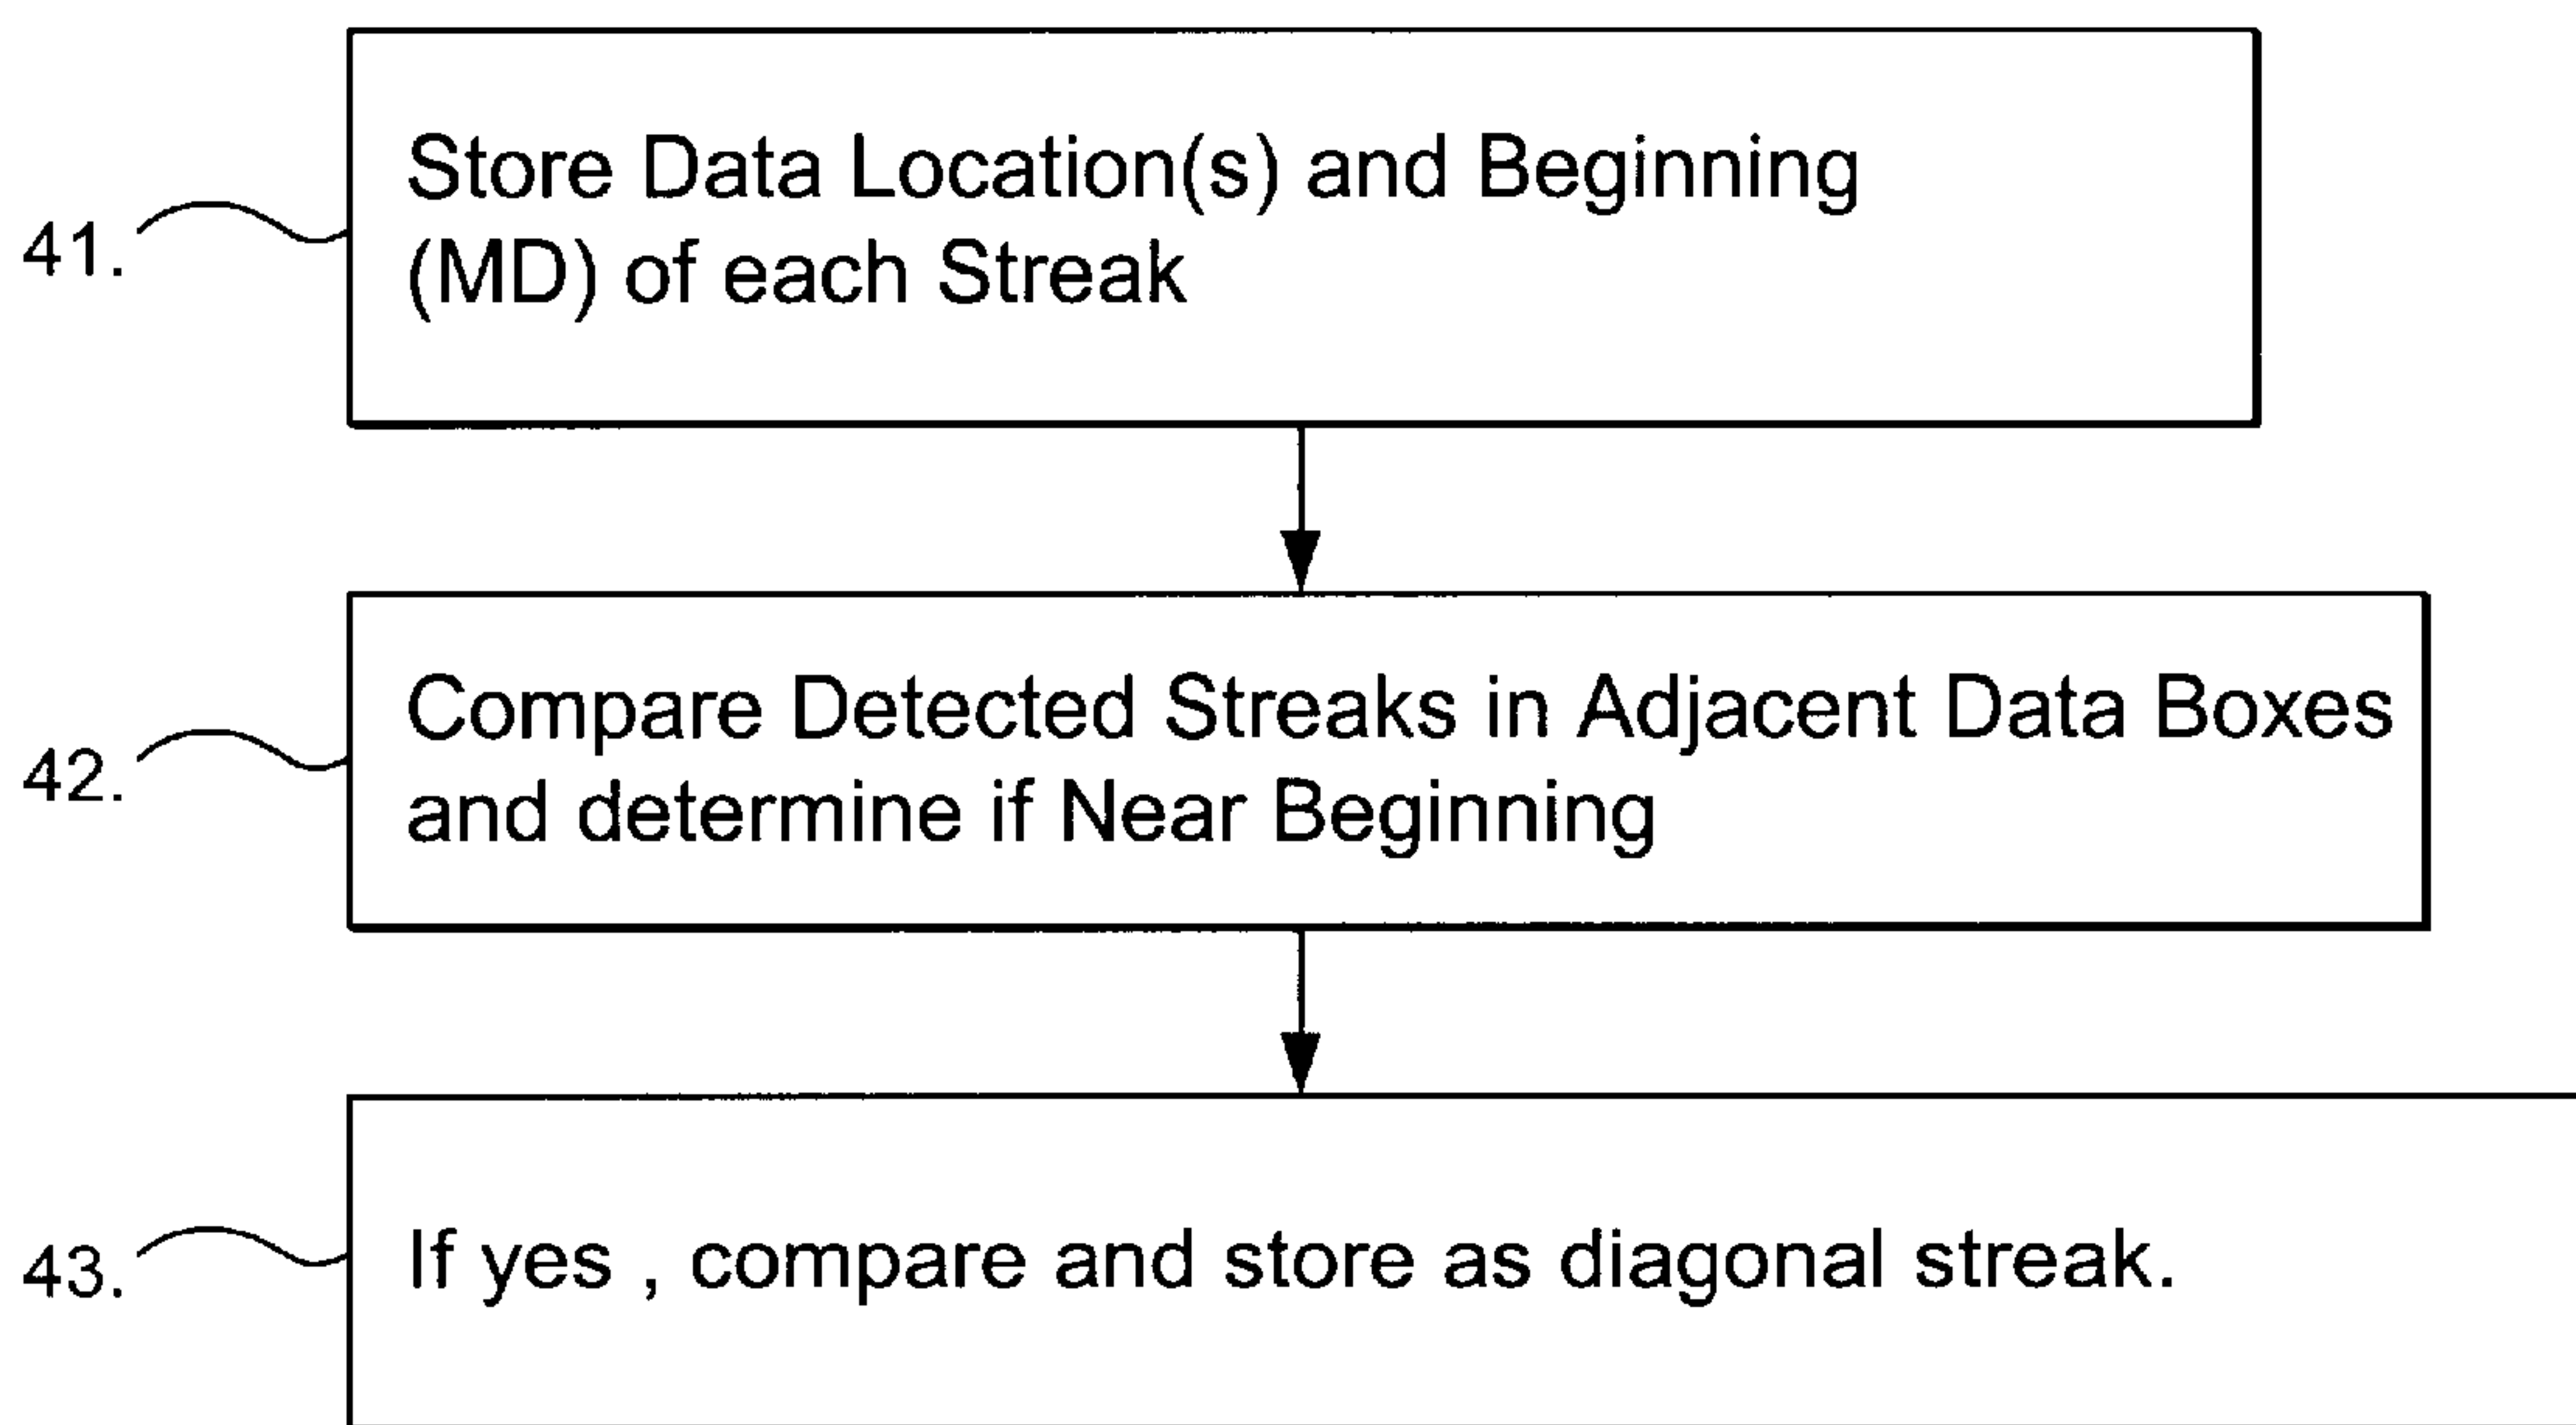 Store Data Location(s) and Beginning
41.
(MD) of each Streak
Compare Detected Streaks in Adjacent Data Boxes
42.
and determine if Near Beginning
43.
If yes , compare and store as diagonal streak.